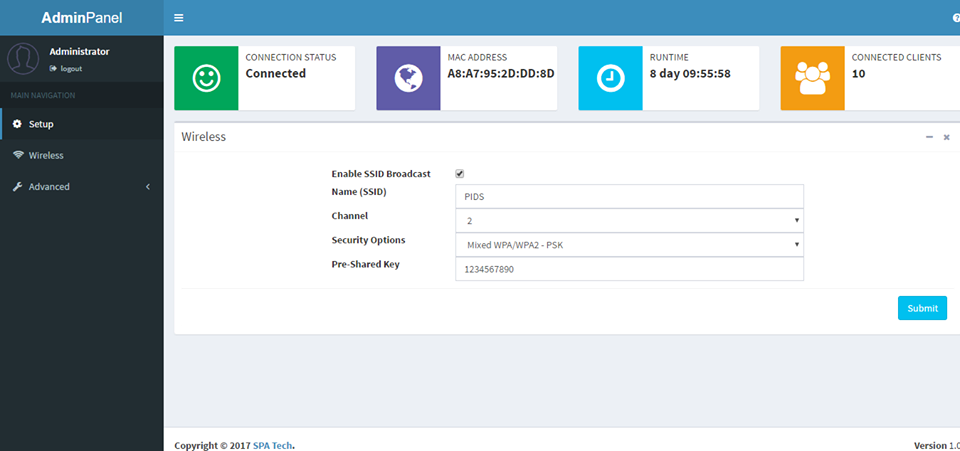 AdminPanel
Administrator
logout
MAIN NAVIGATION
Setup
Wireless
Advanced
CONNECTION STATUS
Connected
MAC ADDRESS
A8:A7:95:2D:DD:8D
RUNTIME
8 day 09:55:58
CONNECTED CLIENTS
10
Wireless
Enable SSID Broadcast
Name (SSID) PIDS
Channel 2
Security Options Mixed WPA/WPA2 - PSK
Pre-Shared Key 1234567890
Submit
Copyright © 2017 SPA Tech. Version 1.0